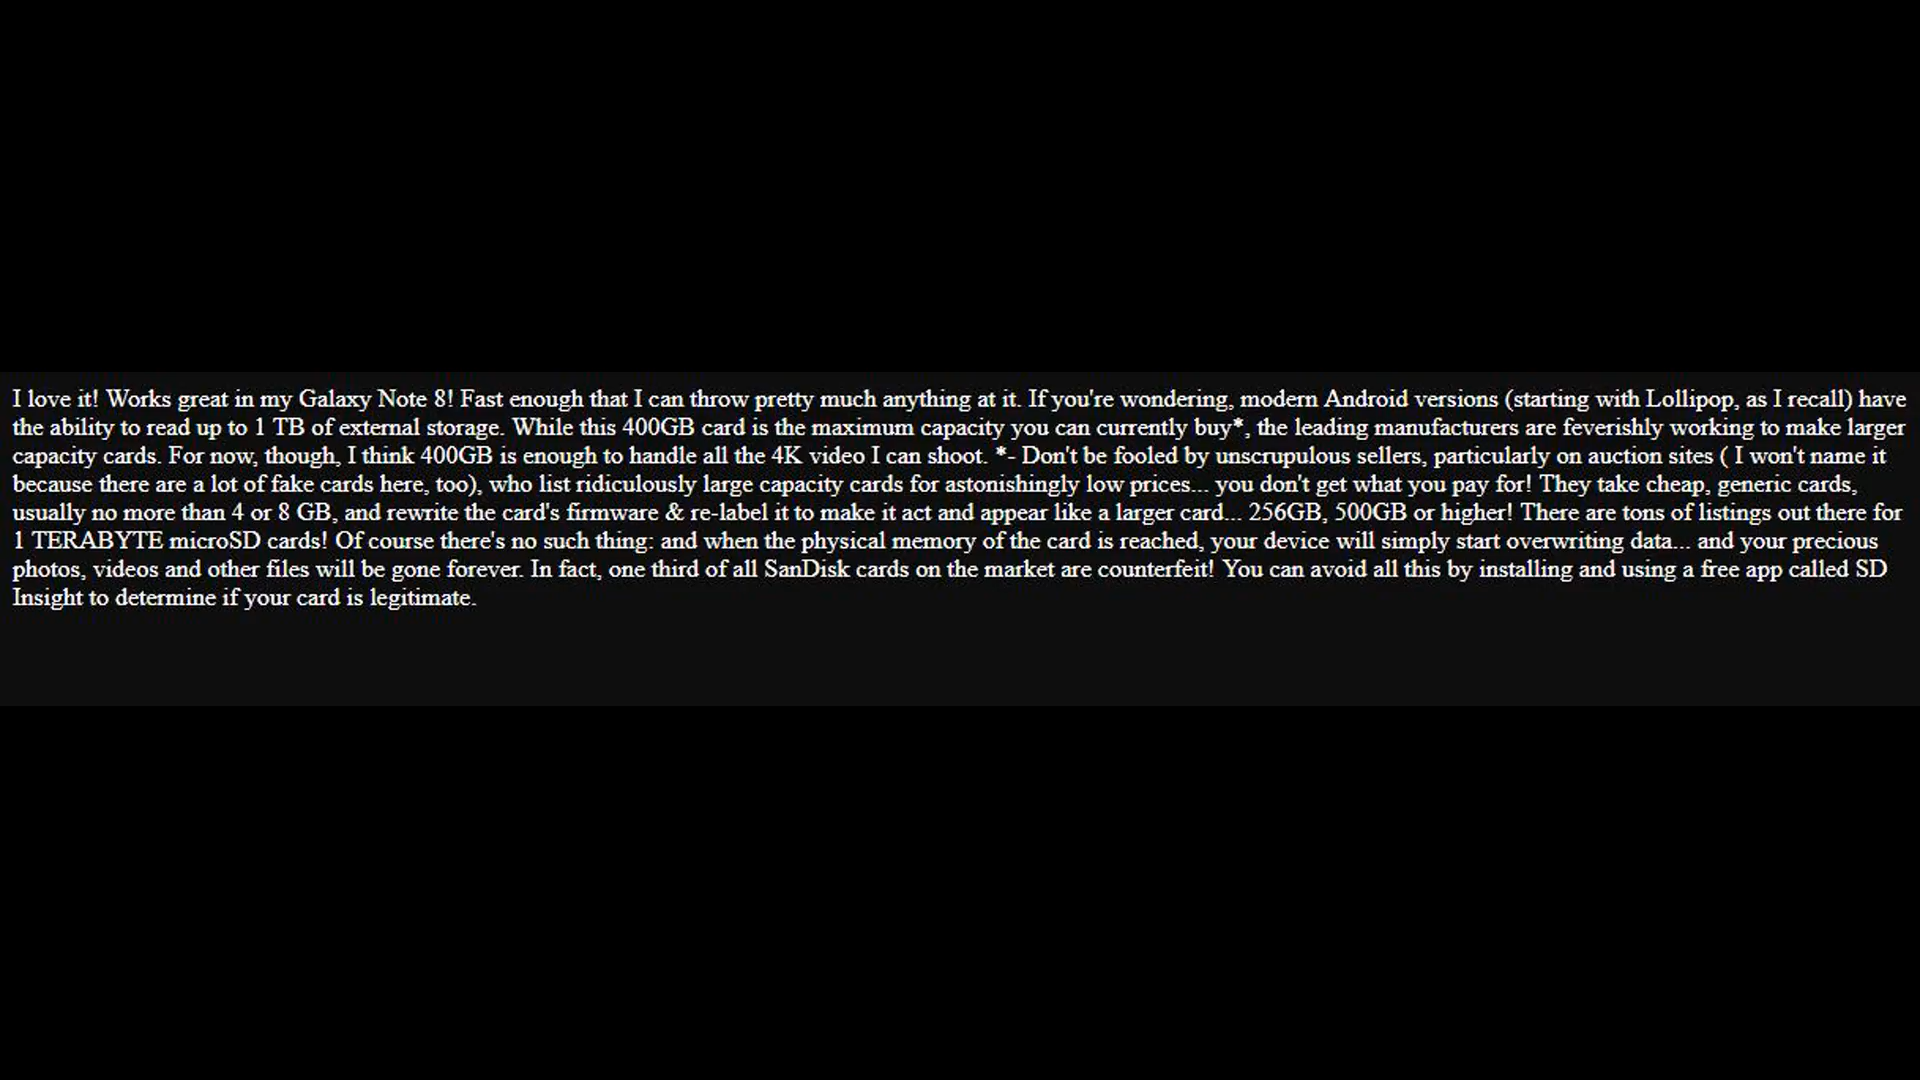 I love it! Works great in my Galaxy Note 8! Fast enough that I can throw pretty much anything at it. If you're wondering, modern Android versions (starting with Lollipop, as I recall) have
the ability to read up to 1 TB of external storage. While this 400GB card is the maximum capacity you can currently buy*, the leading manufacturers are feverishly working to make larger
capacity cards. For now, though, I think 400GB is enough to handle all the 4K video I can shoot. *- Don't be fooled by unscrupulous sellers, particularly on auction sites ( I won't name it
because there are a lot of fake cards here, too), who list ridiculously large capacity cards for astonishingly low prices... you don't get what you pay for! They take cheap, generic cards,
usually no more than 4 or 8 GB, and rewrite the card's firmware & re-label it to make it act and appear like a larger card... 256GB, 500GB or higher! There are tons of listings out there for
1 TERABYTE microSD cards! Of course there's no such thing: and when the physical memory of the card is reached, your device will simply start overwriting data... and your precious
photos, videos and other files will be gone forever. In fact, one third of all SanDisk cards on the market are counterfeit! You can avoid all this by installing and using a free app called SD
Insight to determine if your card is legitimate.